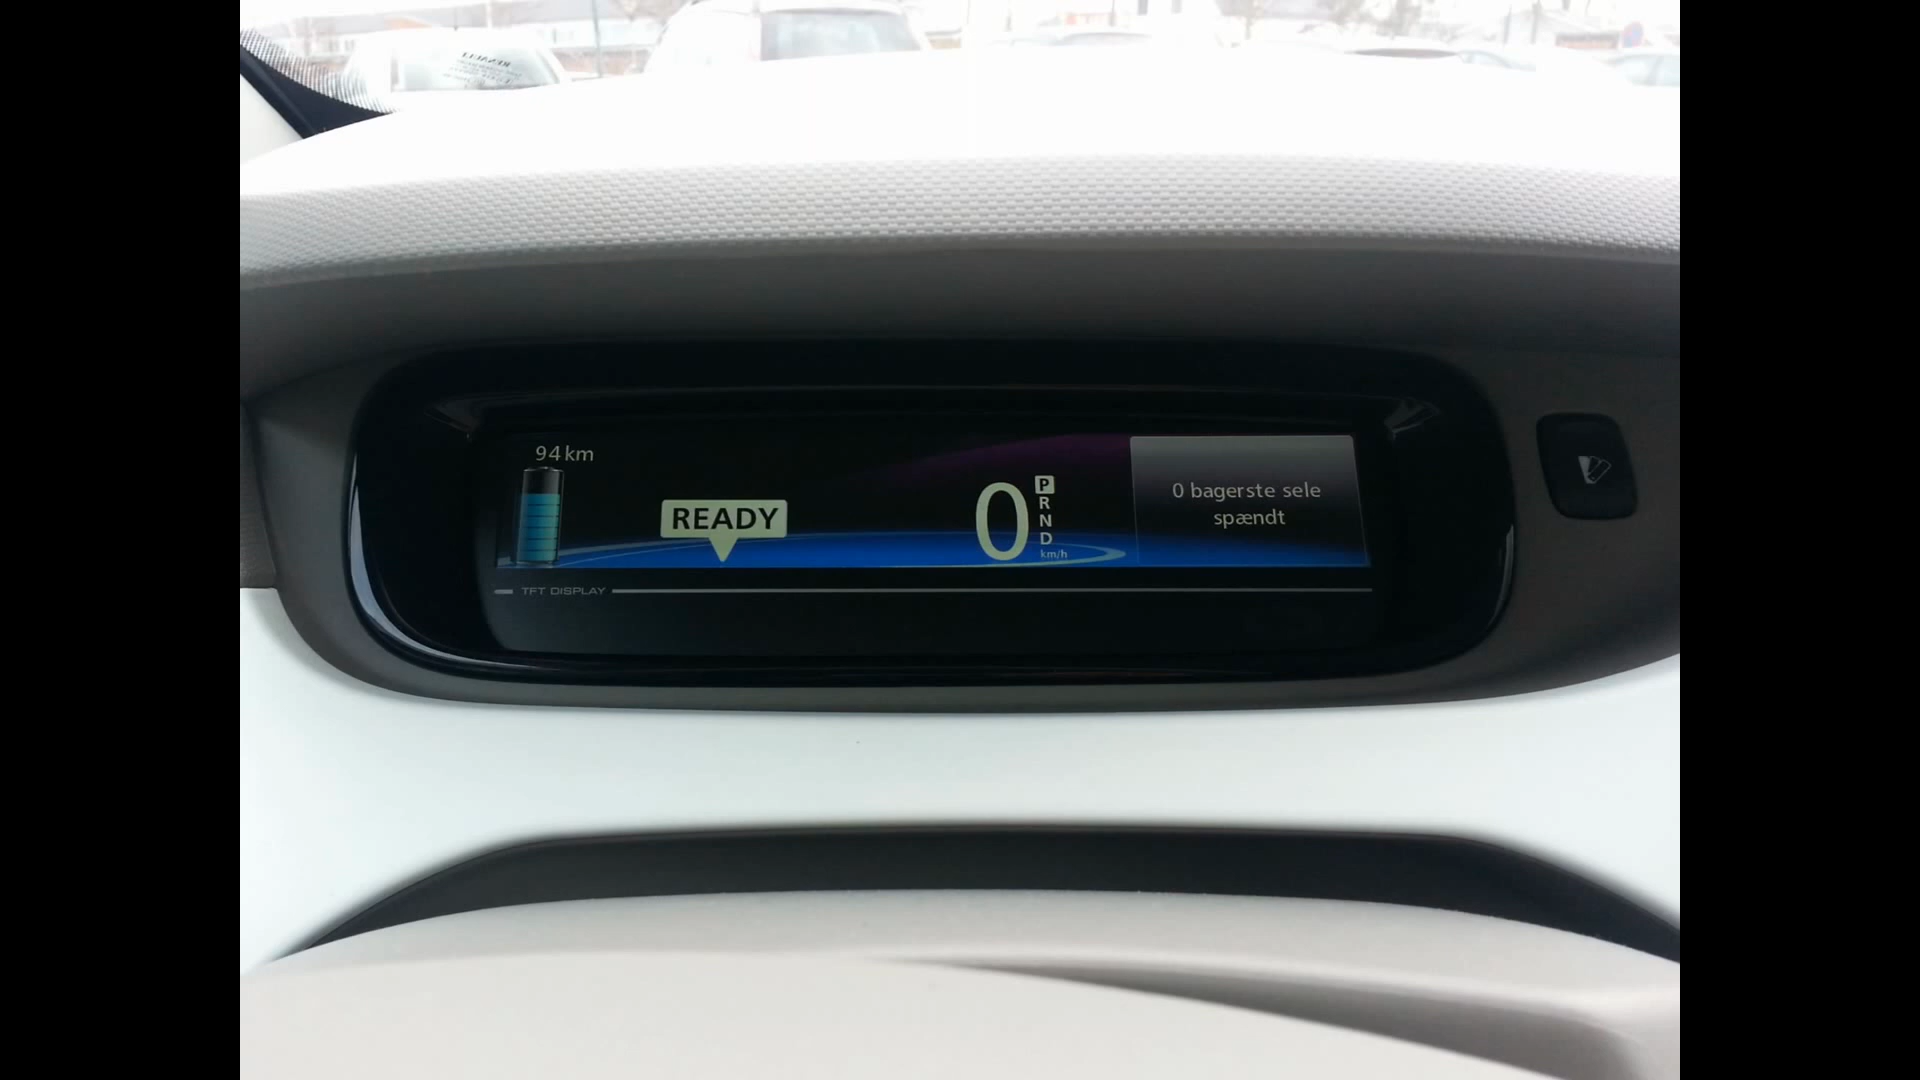 94 km
READY
0
P
R
N
D
km/h
0 bagerste sele
spændt
TFT DISPLAY